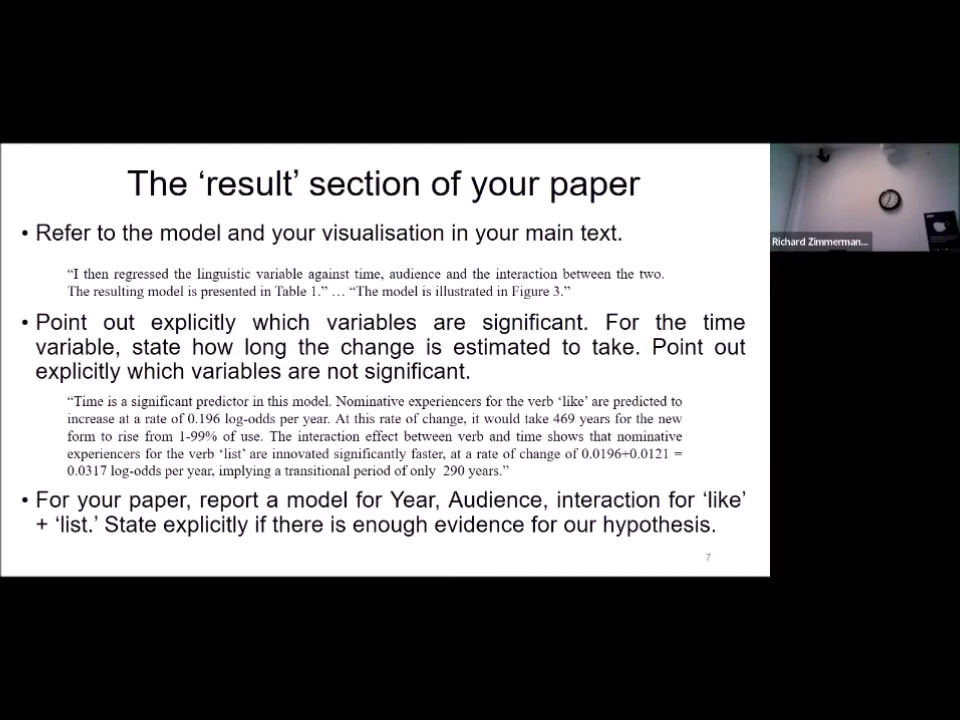 The ‘result’ section of your paper
• Refer to the model and your visualisation in your main text.
“I then regressed the linguistic variable against time, audience and the interaction between the two.
The resulting model is presented in Table 1.” … “The model is illustrated in Figure 3.”
• Point out explicitly which variables are significant. For the time
variable, state how long the change is estimated to take. Point out
explicitly which variables are not significant.
“Time is a significant predictor in this model. Nominative experiencers for the verb ‘like’ are predicted to
increase at a rate of 0.196 log-odds per year. At this rate of change, it would take 469 years for the new
form to rise from 1-99% of use. The interaction effect between verb and time shows that nominative
experiencers for the verb ‘list’ are innovated significantly faster, at a rate of change of 0.0196+0.0121 =
0.0317 log-odds per year, implying a transitional period of only 290 years.”
• For your paper, report a model for Year, Audience, interaction for ‘like’
+ ‘list.’ State explicitly if there is enough evidence for our hypothesis.
7
Richard Zimmerman...